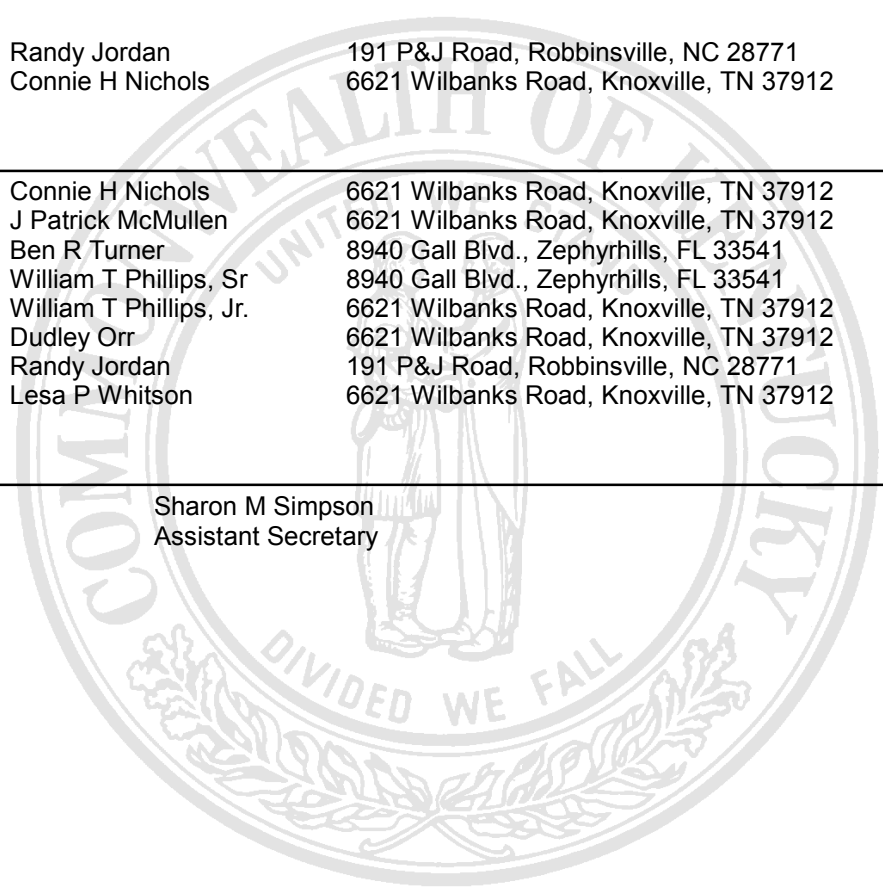 Randy Jordan 191 P&J Road, Robbinsville, NC 28771
Connie H Nichols 6621 Wilbanks Road, Knoxville, TN 37912
Connie H Nichols 6621 Wilbanks Road, Knoxville, TN 37912
J Patrick McMullen 6621 Wilbanks Road, Knoxville, TN 37912
Ben R Turner 8940 Gall Blvd., Zephyrhills, FL 33541
William T Phillips, Sr 8940 Gall Blvd., Zephyrhills, FL 33541
William T Phillips, Jr. 6621 Wilbanks Road, Knoxville, TN 37912
Dudley Orr 6621 Wilbanks Road, Knoxville, TN 37912
Randy Jordan 191 P&J Road, Robbinsville, NC 28771
Lesa P Whitson 6621 Wilbanks Road, Knoxville, TN 37912
Sharon M Simpson
Assistant Secretary
COMMONWEALTH OF KENTUCKY
UNITED WE
DIVIDED WE FALL